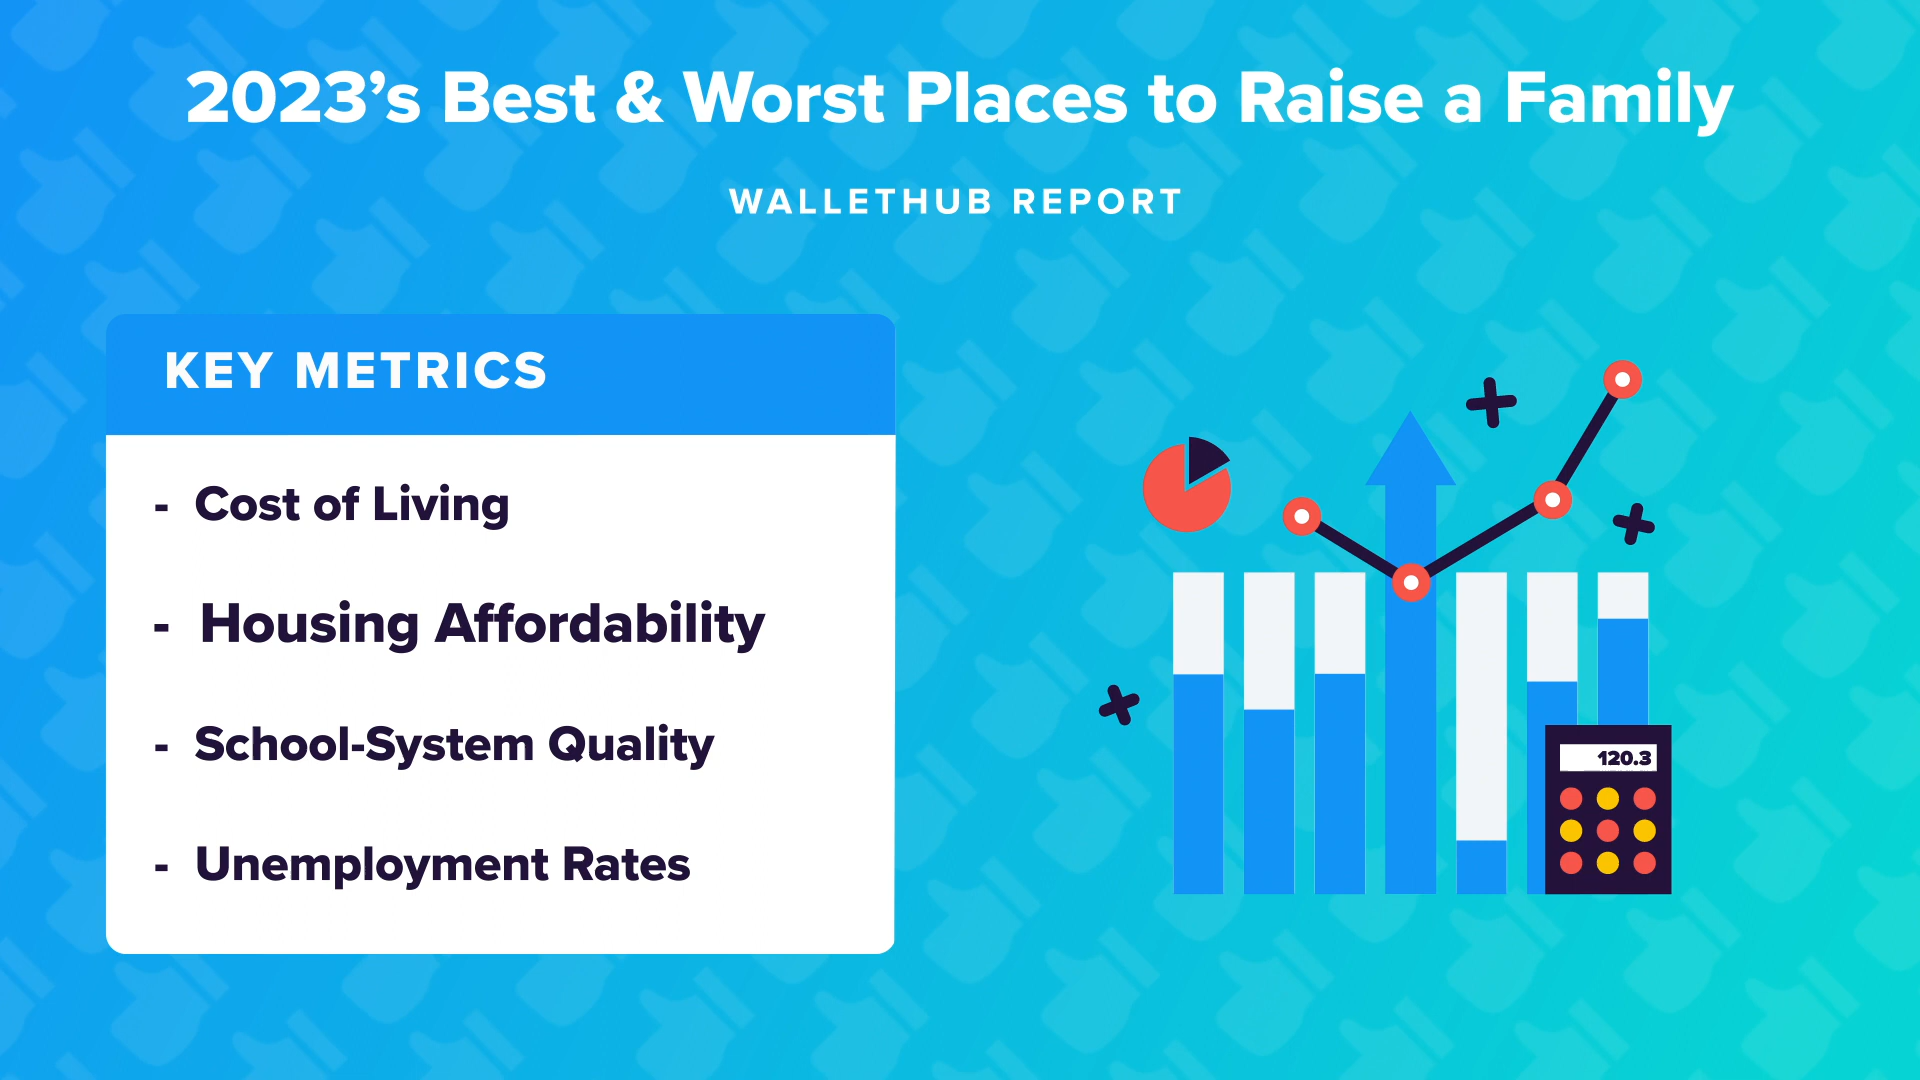 2023’s Best & Worst Places to Raise a Family
WALLETHUB REPORT
KEY METRICS
- Cost of Living
- Housing Affordability
- School-System Quality
- Unemployment Rates
120.3